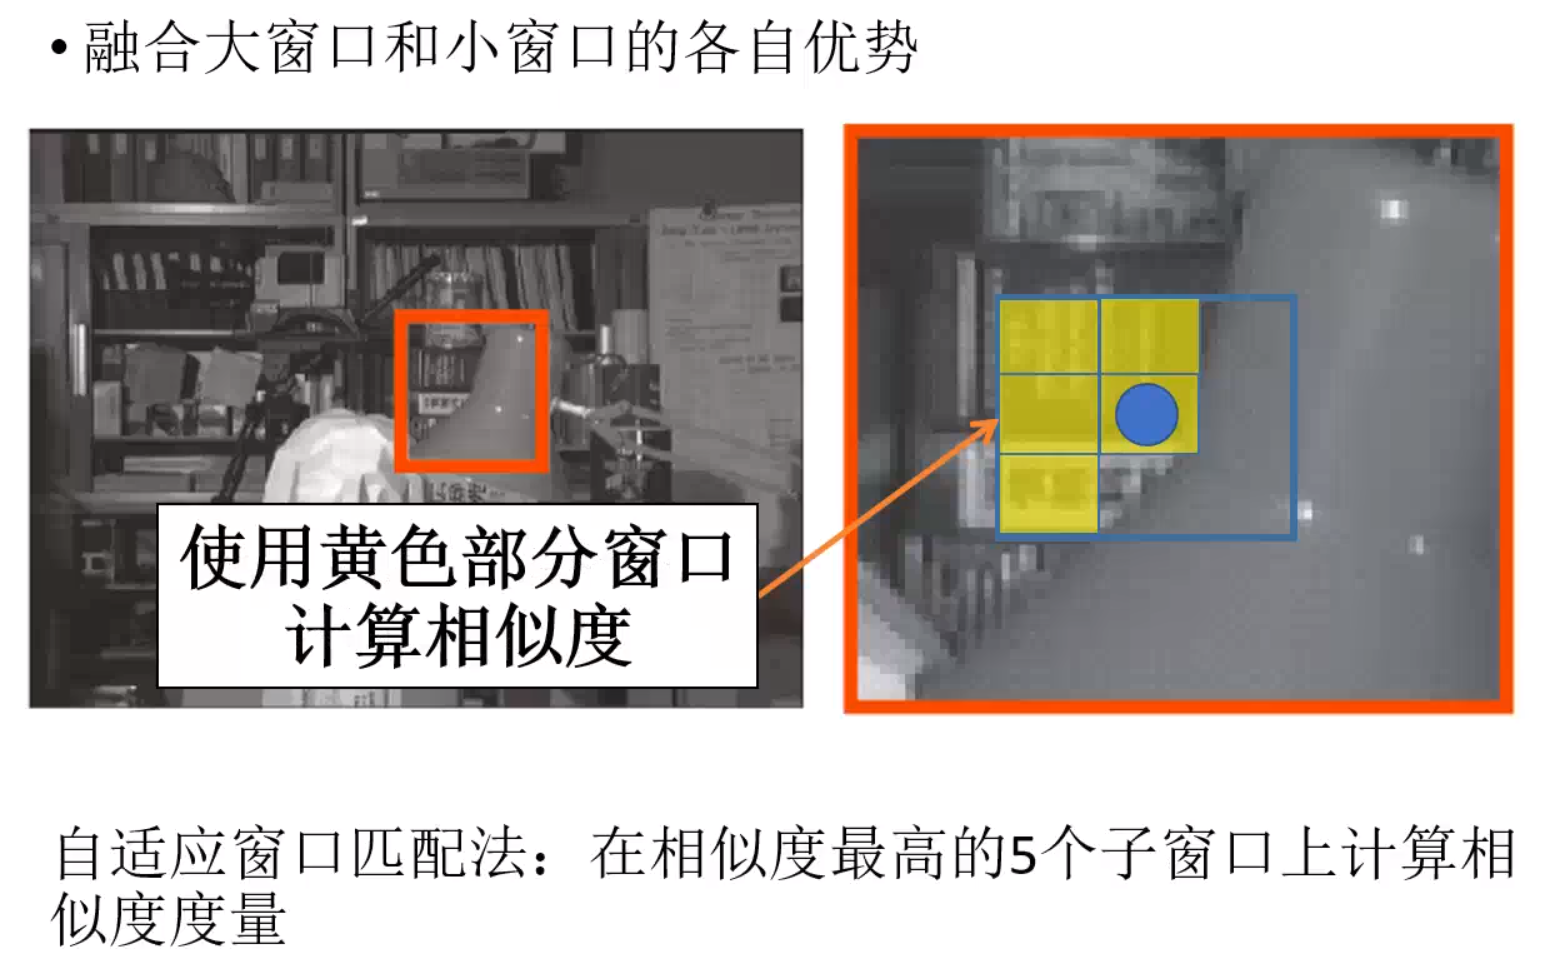 • 融合大窗口和小窗口的各自优势
使用黄色部分窗口
计算相似度
自适应窗口匹配法：在相似度最高的5个子窗口上计算相
似度度量